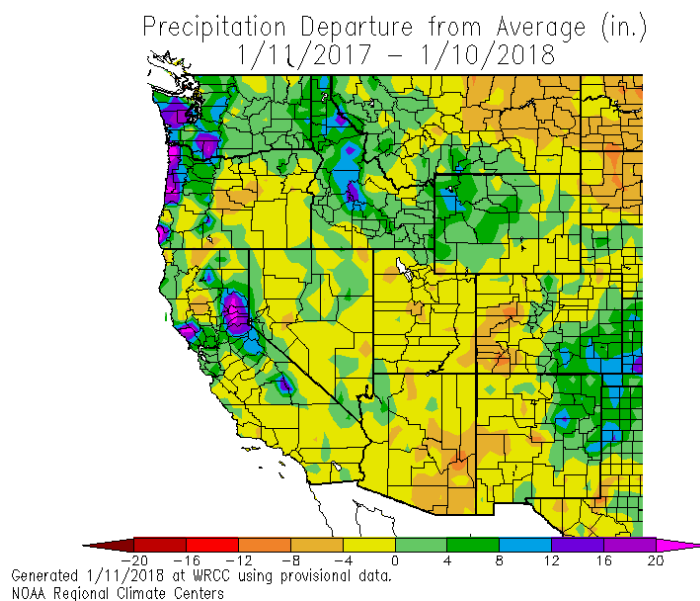 Precipitation Departure from Average (in.)
1/11/2017 – 1/10/2018
−20 −16 −12 −8 −4 0 4 8 12 16 20
Generated 1/11/2018 at WRCC using provisional data.
NOAA Regional Climate Centers